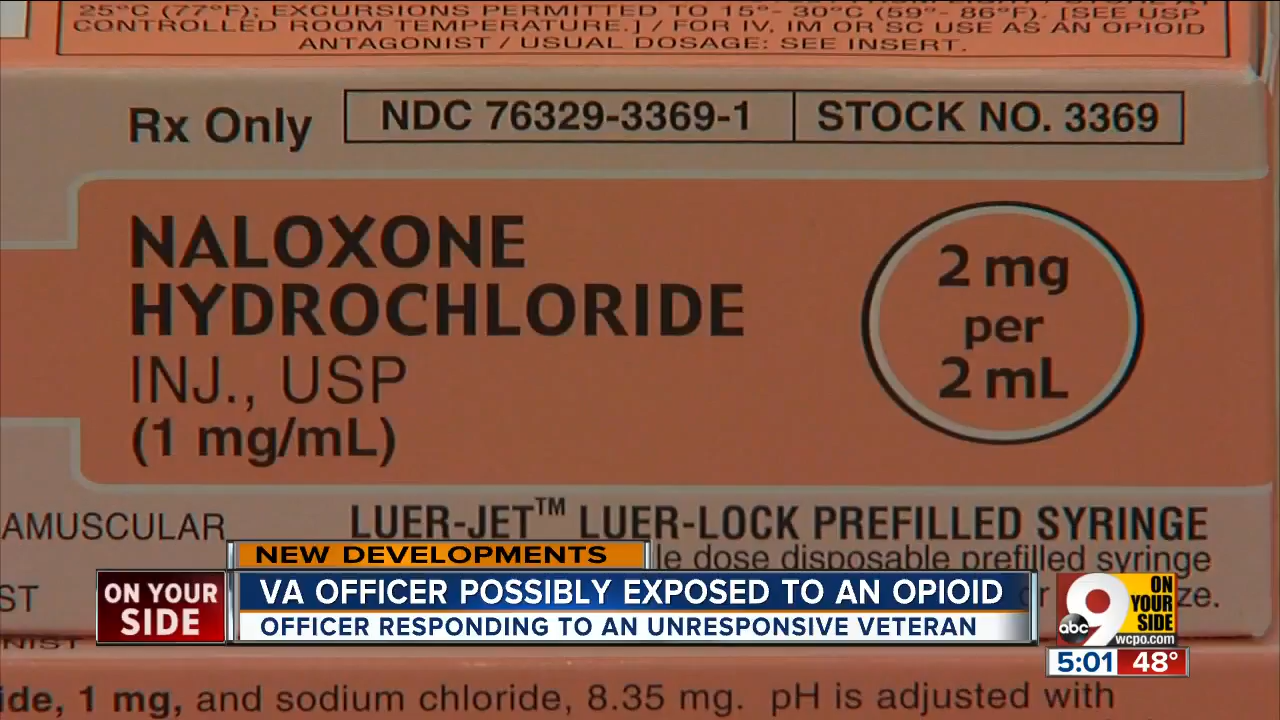 25°C (77°F); EXCURSIONS PERMITTED TO 15°- 30°C (59°- 86°F). [SEE USP
CONTROLLED ROOM TEMPERATURE.] / FOR IV, IM OR SC USE AS AN OPIOID
ANTAGONIST / USUAL DOSAGE: SEE INSERT.
Rx Only
NDC 76329-3369-1
STOCK NO. 3369
NALOXONE
HYDROCHLORIDE
INJ., USP
(1 mg/mL)
2 mg
per
2 mL
AMUSCULAR
LUER-JET™ LUER-LOCK PREFILLED SYRINGE
le dose disposable prefilled syringe
ST
ze.
NIST
NEW DEVELOPMENTS
ON YOUR
SIDE
VA OFFICER POSSIBLY EXPOSED TO AN OPIOID
OFFICER RESPONDING TO AN UNRESPONSIVE VETERAN
abc 9
ON
YOUR
SIDE
wcpo.com
5:01 48°
ide, 1 mg, and sodium chloride, 8.35 mg. pH is adjusted with